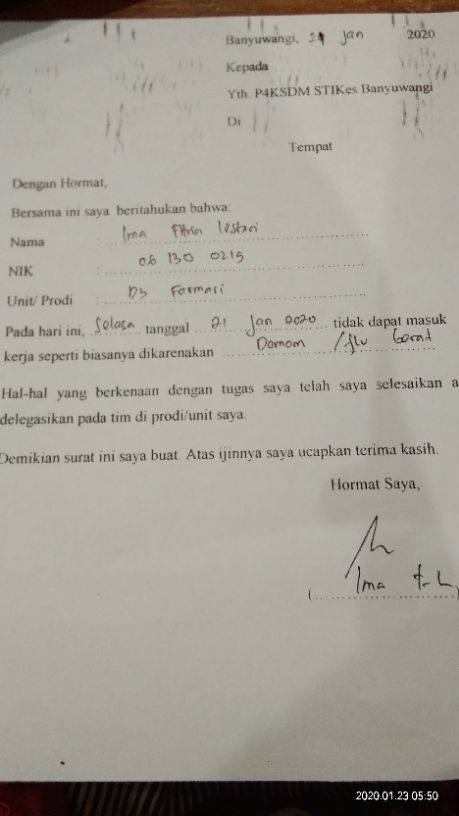 Banyuwangi, 24 Jan 2020
Kepada
Yth. P4KSDM STIKes Banyuwangi
Di
Tempat
Dengan Hormat,
Bersama ini saya beritahukan bahwa:
Nama : Ima Fitria Lestari
NIK : 06 130 0219
Unit/ Prodi : D3 Farmasi
Pada hari ini, Selasa tanggal 21 Jan 2020 tidak dapat masuk
kerja seperti biasanya dikarenakan Demam /flu berat
Hal-hal yang berkenaan dengan tugas saya telah saya selesaikan a
delegasikan pada tim di prodi/unit saya.
Demikian surat ini saya buat. Atas ijinnya saya ucapkan terima kasih.
Hormat Saya,
(Ima F-L)
2020.01.23 05:50